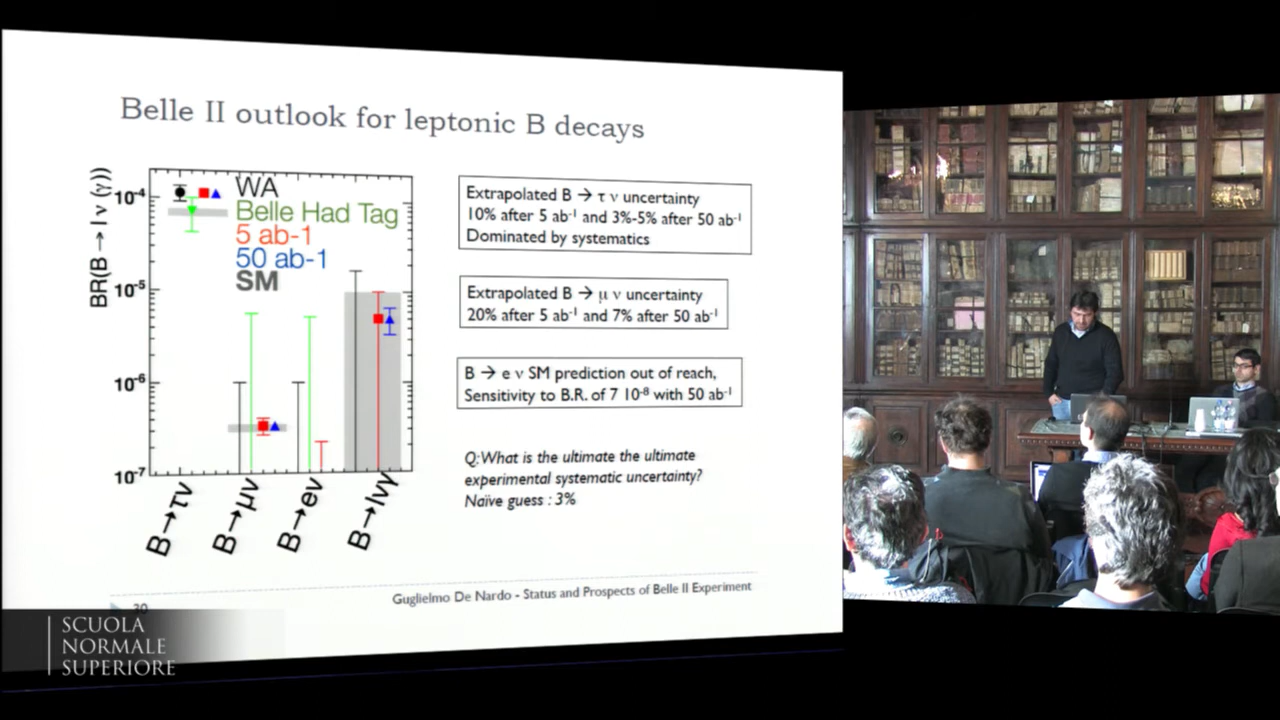 Belle II outlook for leptonic B decays
BR(B → l ν (γ))
10⁻⁴
10⁻⁵
10⁻⁶
10⁻⁷
WA
Belle Had Tag
5 ab-1
50 ab-1
SM
B→τν
B→μν
B→eν
B→lνγ
Extrapolated B → τ ν uncertainty
10% after 5 ab⁻¹ and 3%-5% after 50 ab⁻¹
Dominated by systematics
Extrapolated B → μ ν uncertainty
20% after 5 ab⁻¹ and 7% after 50 ab⁻¹
B → e ν SM prediction out of reach,
Sensitivity to B.R. of 7 10⁻⁸ with 50 ab⁻¹
Q:What is the ultimate the ultimate
experimental systematic uncertainty?
Naïve guess : 3%
Guglielmo De Nardo - Status and Prospects of Belle II Experiment
SCUOLA
NORMALE
SUPERIORE